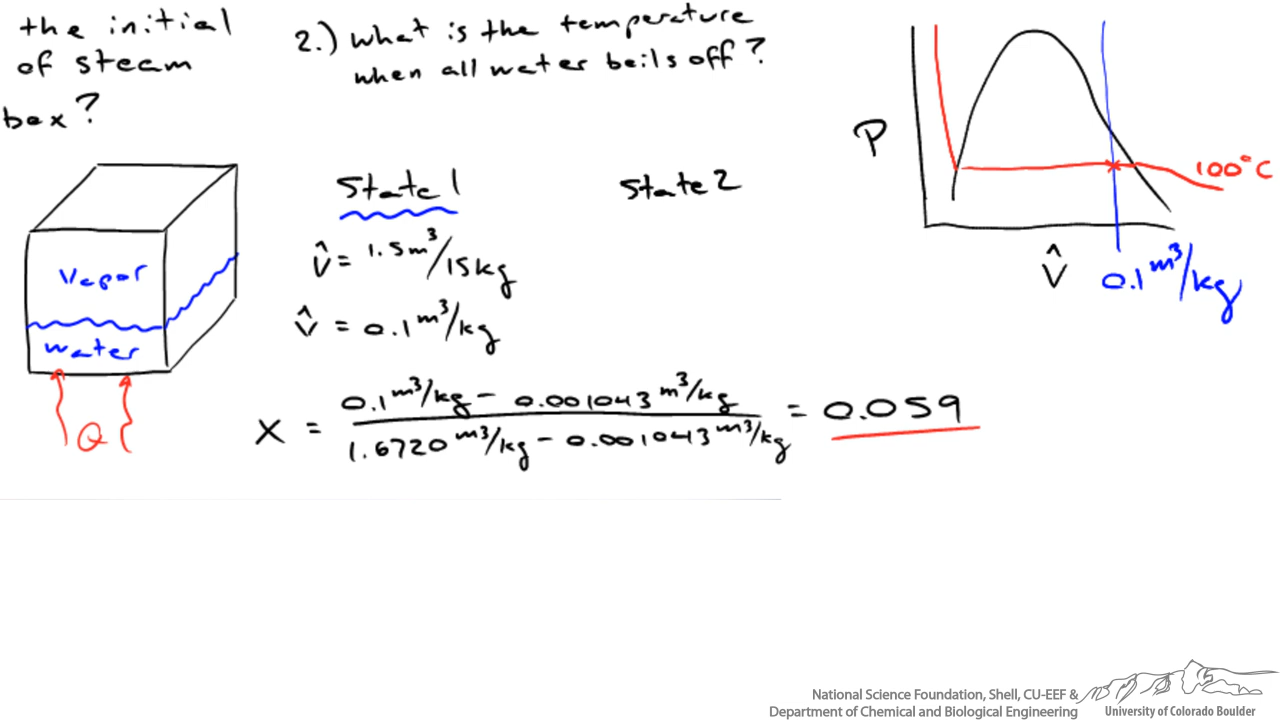 the initial
of steam
box?
2.) What is the temperature
when all water boils off?
P
100°C
V̂
0.1 m³/kg
State 1
State 2
V̂ = 1.5 m³/15 kg
V̂ = 0.1 m³/kg
Vapor
water
Q
X = (0.1 m³/kg - 0.001043 m³/kg) / (1.6720 m³/kg - 0.001043 m³/kg) = 0.059
National Science Foundation, Shell, CU-EEF &
Department of Chemical and Biological Engineering
University of Colorado Boulder